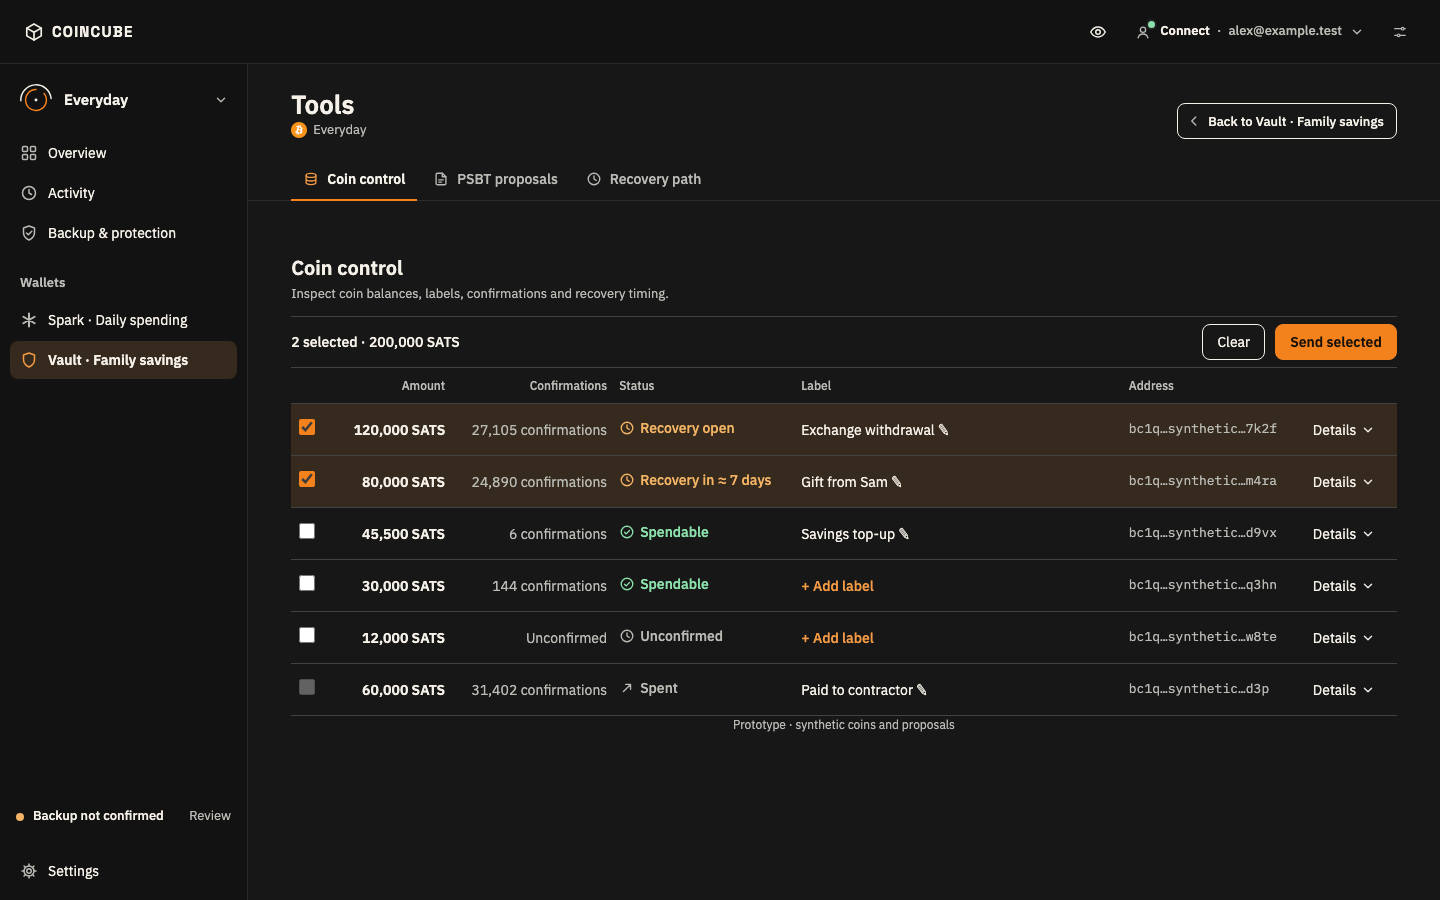 COINCUBE
Connect · alex@example.test
Everyday
Overview
Activity
Backup & protection
Wallets
Spark · Daily spending
Vault · Family savings
Backup not confirmed Review
Settings
Tools
Everyday
Back to Vault · Family savings
Coin control PSBT proposals Recovery path
Coin control
Inspect coin balances, labels, confirmations and recovery timing.
2 selected · 200,000 SATS Clear Send selected
Amount Confirmations Status Label Address
120,000 SATS 27,105 confirmations Recovery open Exchange withdrawal ✎ bc1q…synthetic…7k2f Details
80,000 SATS 24,890 confirmations Recovery in ≈ 7 days Gift from Sam ✎ bc1q…synthetic…m4ra Details
45,500 SATS 6 confirmations Spendable Savings top-up ✎ bc1q…synthetic…d9vx Details
30,000 SATS 144 confirmations Spendable + Add label bc1q…synthetic…q3hn Details
12,000 SATS Unconfirmed Unconfirmed + Add label bc1q…synthetic…w8te Details
60,000 SATS 31,402 confirmations Spent Paid to contractor ✎ bc1q…synthetic…d3p Details
Prototype · synthetic coins and proposals